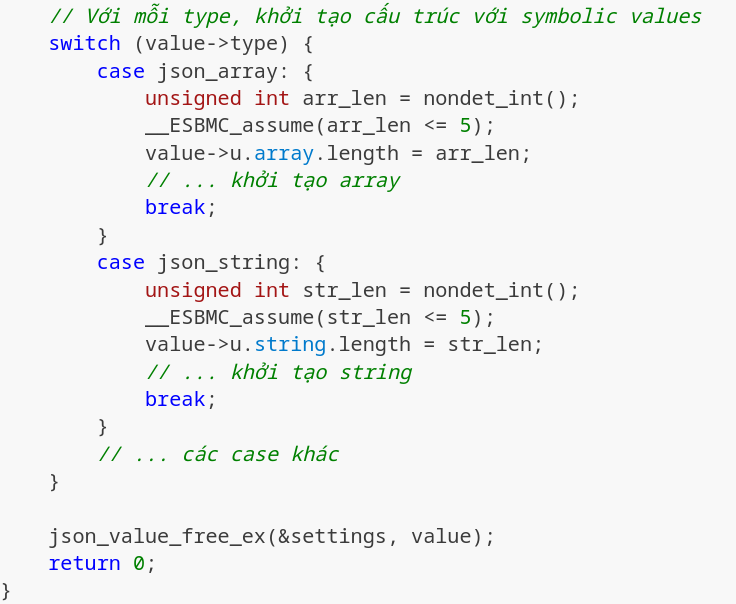 // Với mỗi type, khởi tạo cấu trúc với symbolic values
switch (value->type) {
case json_array: {
unsigned int arr_len = nondet_int();
__ESBMC_assume(arr_len <= 5);
value->u.array.length = arr_len;
// ... khởi tạo array
break;
}
case json_string: {
unsigned int str_len = nondet_int();
__ESBMC_assume(str_len <= 5);
value->u.string.length = str_len;
// ... khởi tạo string
break;
}
// ... các case khác
}
json_value_free_ex(&settings, value);
return 0;
}